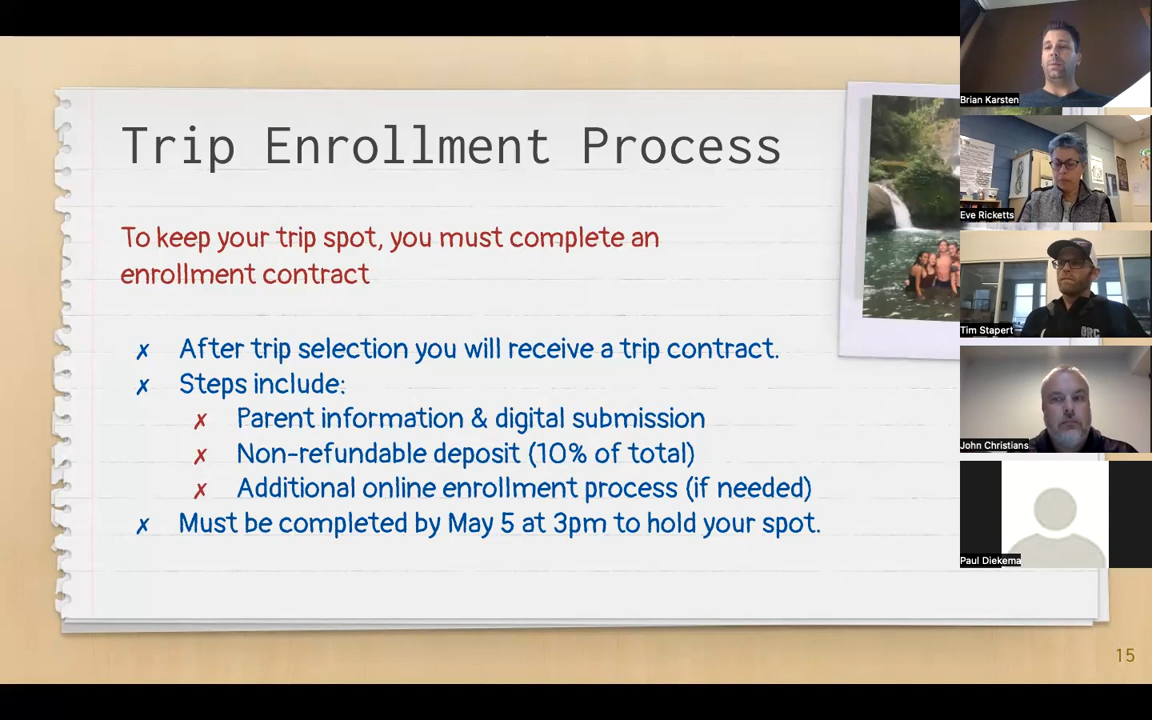 Trip Enrollment Process
To keep your trip spot, you must complete an
enrollment contract
✗ After trip selection you will receive a trip contract.
✗ Steps include:
✗ Parent information & digital submission
✗ Non-refundable deposit (10% of total)
✗ Additional online enrollment process (if needed)
✗ Must be completed by May 5 at 3pm to hold your spot.
15
Brian Karsten
Eve Ricketts
Tim Stapert
John Christians
Paul Diekema